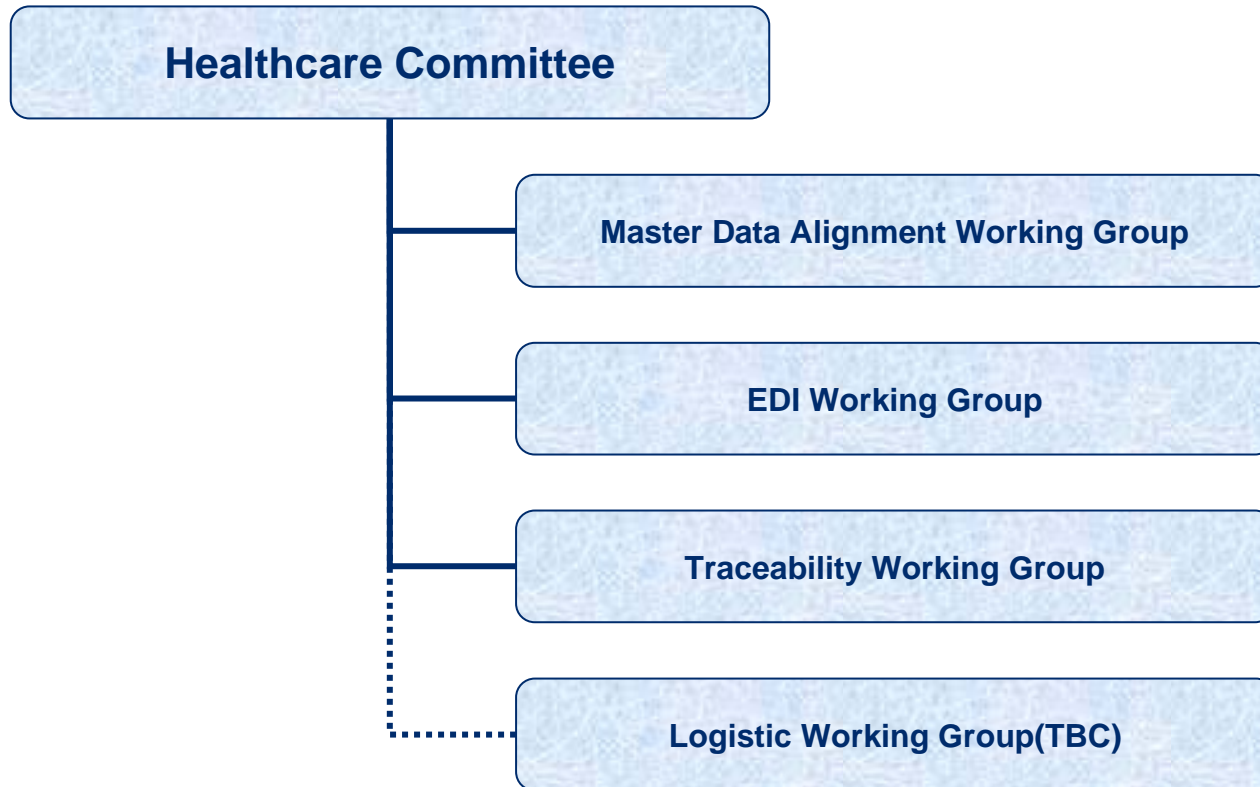 Healthcare Committee
Master Data Alignment Working Group
EDI Working Group
Traceability Working Group
Logistic Working Group(TBC)